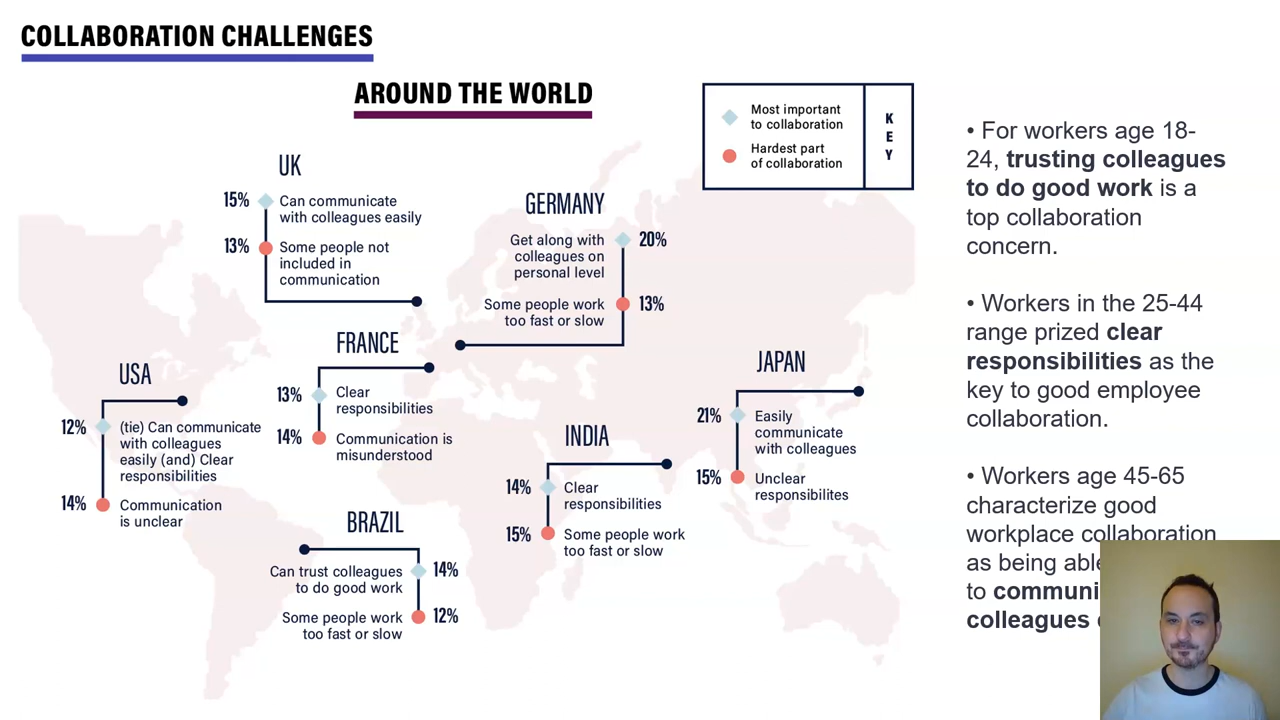 COLLABORATION CHALLENGES
AROUND THE WORLD
Most important
to collaboration
Hardest part
of collaboration
K
E
Y
UK
15%
Can communicate
with colleagues easily
13%
Some people not
included in
communication
GERMANY
Get along with
colleagues on
personal level
20%
Some people work
too fast or slow
13%
FRANCE
13%
Clear
responsibilities
14%
Communication is
misunderstood
USA
12%
(tie) Can communicate
with colleagues
easily (and) Clear
responsibilities
14%
Communication
is unclear
JAPAN
21%
Easily
communicate
with colleagues
15%
Unclear
responsibilites
INDIA
14%
Clear
responsibilities
15%
Some people work
too fast or slow
BRAZIL
Can trust colleagues
to do good work
14%
Some people work
too fast or slow
12%
• For workers age 18-
24, trusting colleagues
to do good work is a
top collaboration
concern.
• Workers in the 25-44
range prized clear
responsibilities as the
key to good employee
collaboration.
• Workers age 45-65
characterize good
workplace collaboration
as being able
to communi
colleagues